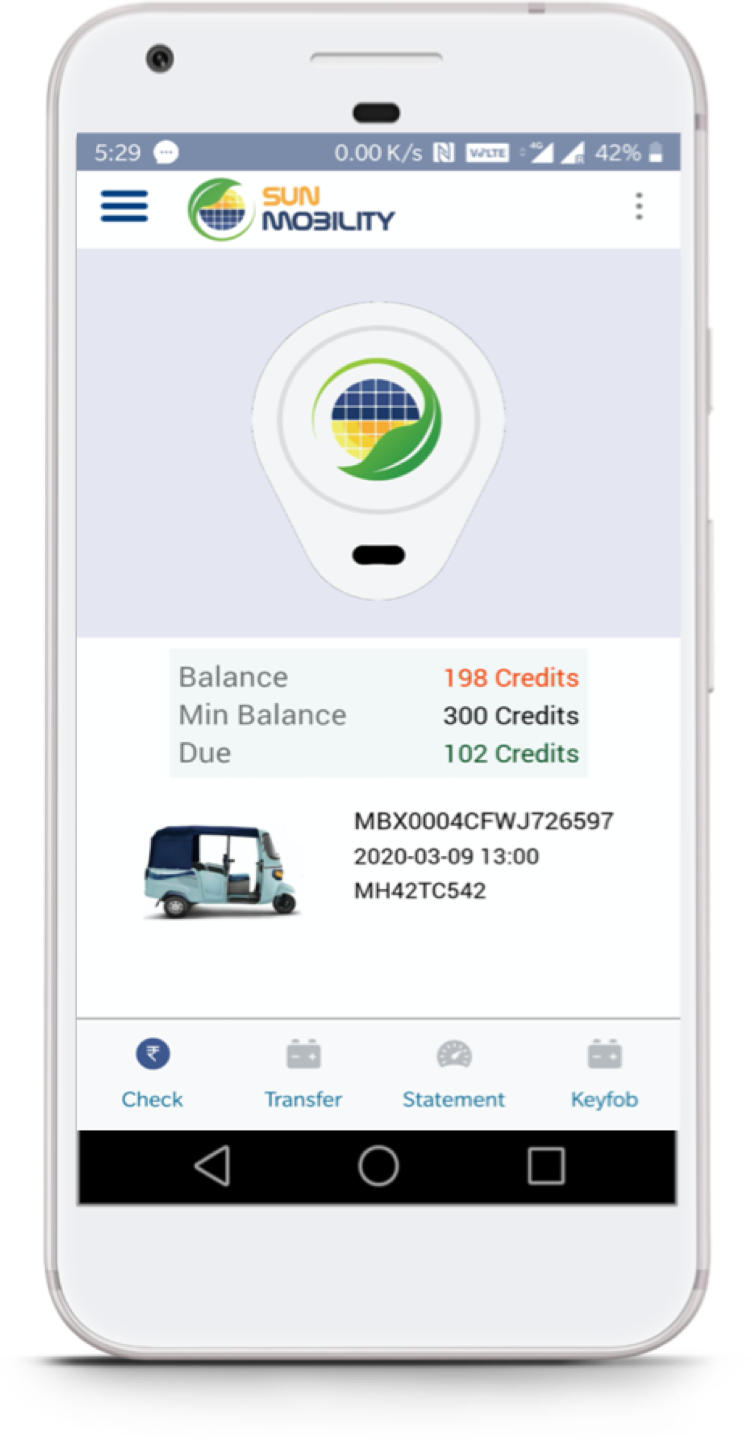 5:29
0.00 K/s
VoLTE
4G
42%
SUN
MOBILITY
Balance 198 Credits
Min Balance 300 Credits
Due 102 Credits
MBX0004CFWJ726597
2020-03-09 13:00
MH42TC542
₹
Check Transfer Statement Keyfob